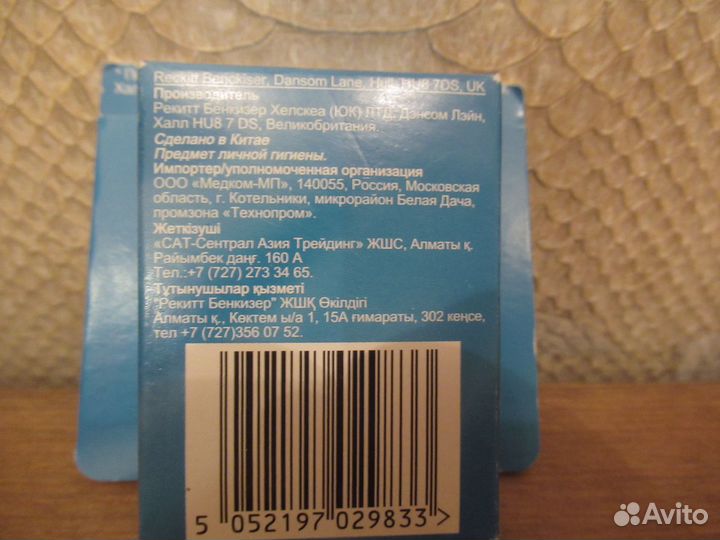 Reckitt Benckiser, Dansom Lane, Hull, HU8 7DS, UK
Производитель
Рекитт Бенкизер Хелскеа (ЮК) ЛТД, Дэнсом Лэйн,
Халл HU8 7 DS, Великобритания.
Сделано в Китае
Предмет личной гигиены.
Импортер/уполномоченная организация
ООО «Медком-МП», 140055, Россия, Московская
область, г. Котельники, микрорайон Белая Дача,
промзона «Технопром».
Жеткізуші
«САТ-Сентрал Азия Трейдинг» ЖШС, Алматы қ.
Райымбек даңғ. 160 А
Тел.:+7 (727) 273 34 65.
Тұтынушылар қызметі
"Рекитт Бенкизер" ЖШҚ Өкілдігі
Алматы қ., Көктем ы/а 1, 15А ғимараты, 302 кеңсе,
тел +7 (727)356 07 52.
5 052197 029833 >
Avito